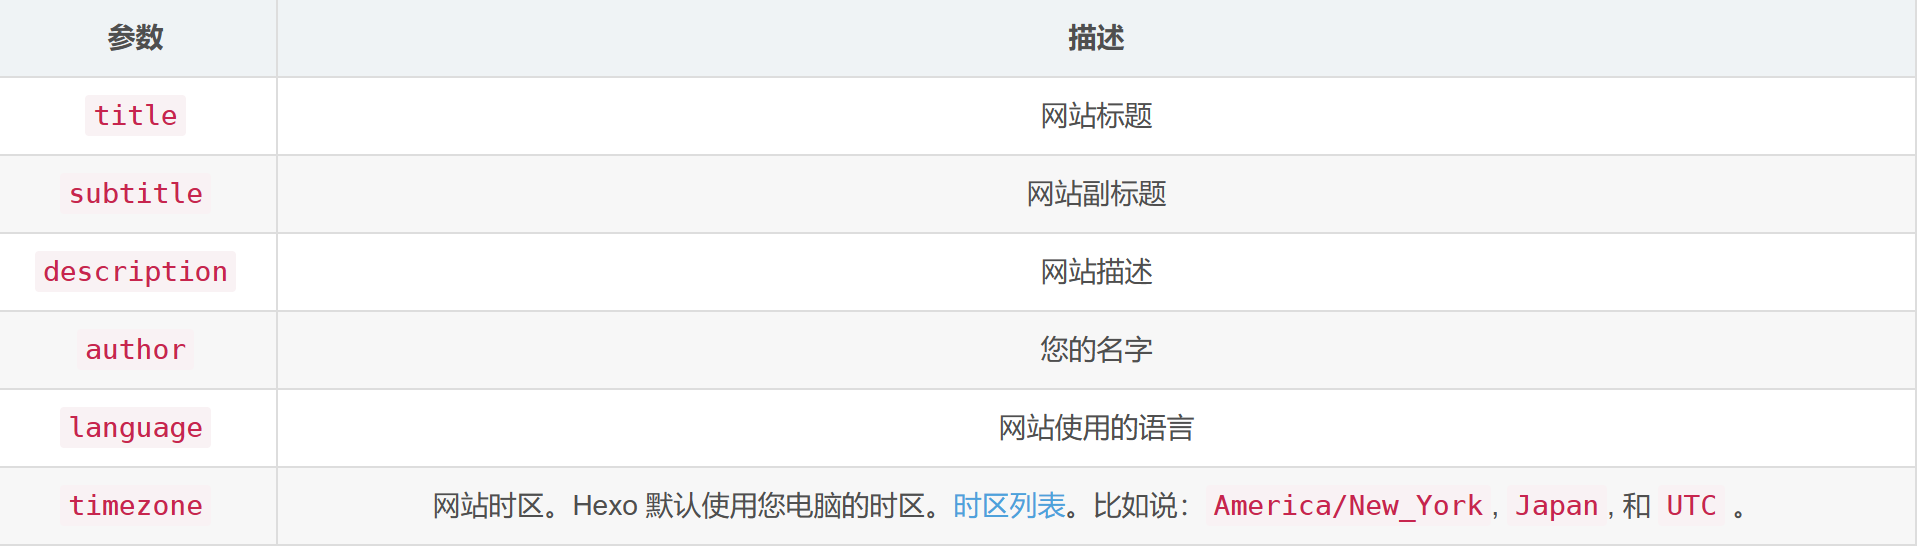 参数 描述
title 网站标题
subtitle 网站副标题
description 网站描述
author 您的名字
language 网站使用的语言
timezone 网站时区。Hexo 默认使用您电脑的时区。时区列表。比如说：America/New_York, Japan, 和 UTC 。